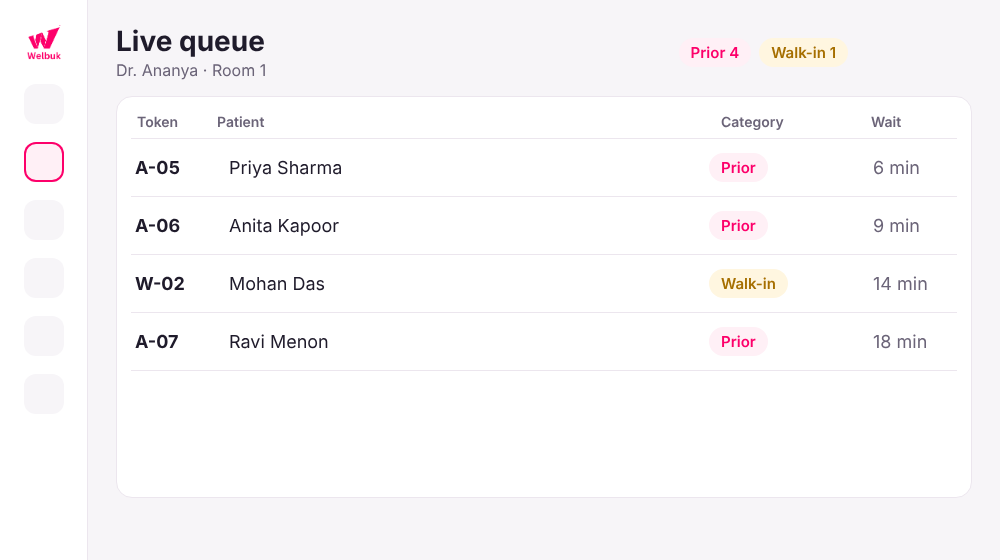 Welbuk
Live queue
Dr. Ananya · Room 1
Prior 4 Walk-in 1
Token Patient Category Wait
A-05 Priya Sharma Prior 6 min
A-06 Anita Kapoor Prior 9 min
W-02 Mohan Das Walk-in 14 min
A-07 Ravi Menon Prior 18 min